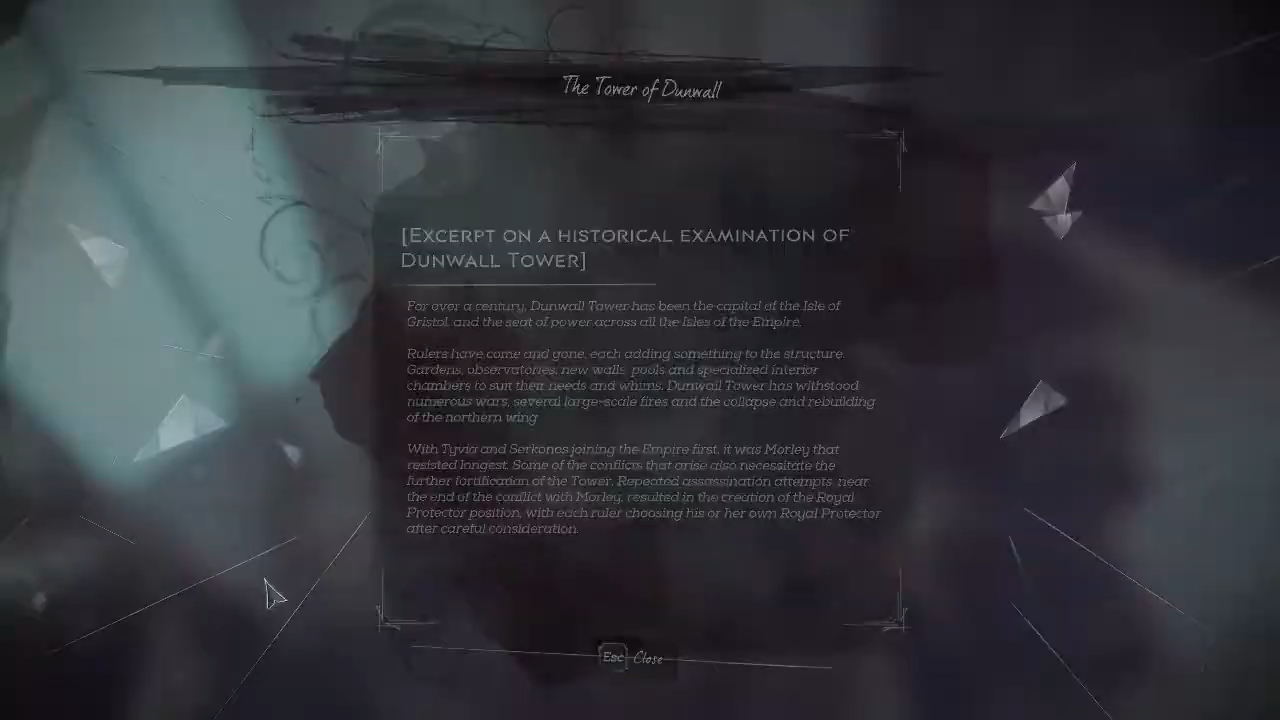 The Tower of Dunwall
[Excerpt on a historical examination of
Dunwall Tower]
For over a century, Dunwall Tower has been the capital of the Isle of
Gristol and the seat of power across all the Isles of the Empire.
Rulers have come and gone, each adding something to the structure.
Gardens, observatories, new walls, pools and specialized interior
chambers to suit their needs and whims. Dunwall Tower has withstood
numerous wars, several large-scale fires and the collapse and rebuilding
of the northern wing
With Tyvia and Serkonos joining the Empire first, it was Morley that
resisted longest. Some of the conflicts that arise also necessitate the
further fortification of the Tower. Repeated assassination attempts, near
the end of the conflict with Morley, resulted in the creation of the Royal
Protector position, with each ruler choosing his or her own Royal Protector
after careful consideration.
Esc Close